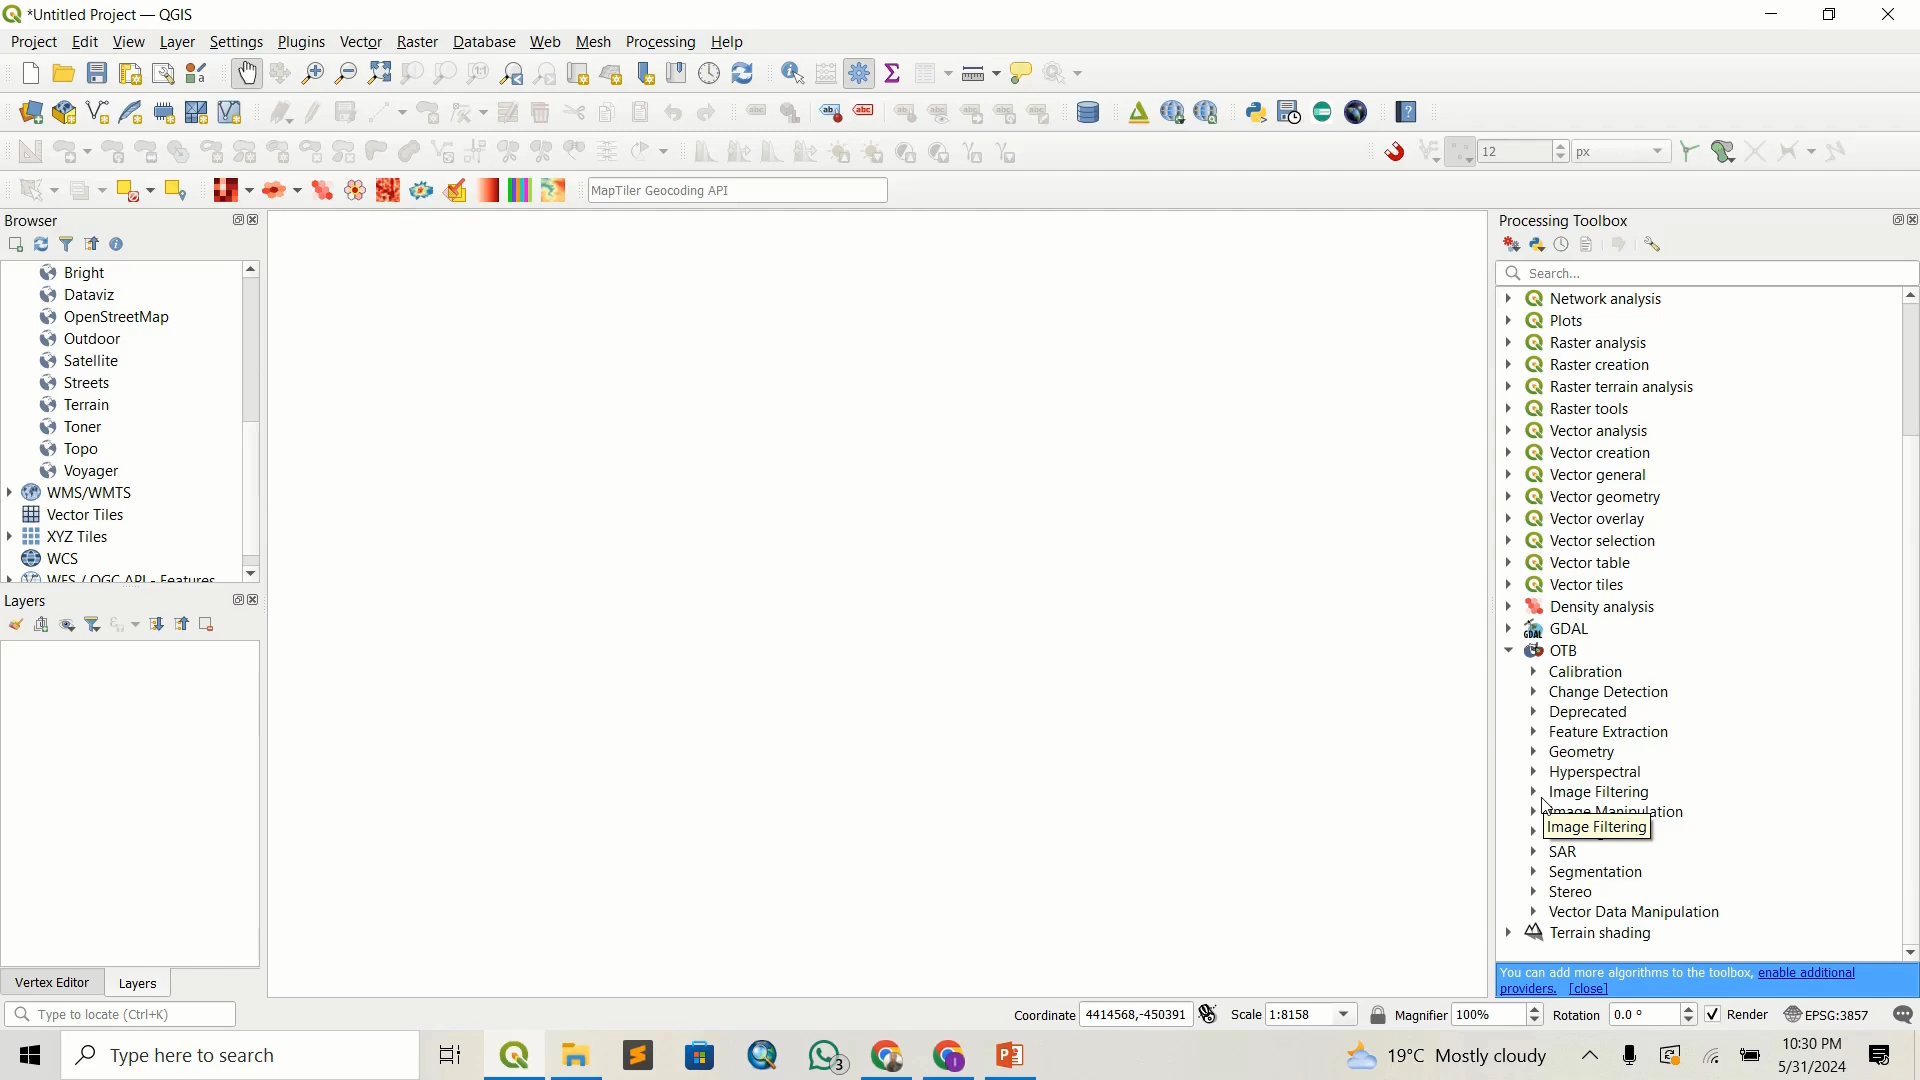 *Untitled Project — QGIS
Project Edit View Layer Settings Plugins Vector Raster Database Web Mesh Processing Help
12 px
MapTiler Geocoding API
Browser
Bright
Dataviz
OpenStreetMap
Outdoor
Satellite
Streets
Terrain
Toner
Topo
Voyager
WMS/WMTS
Vector Tiles
XYZ Tiles
WCS
WFS / OGC API - Features
Layers
Vertex Editor Layers
Processing Toolbox
Search...
Network analysis
Plots
Raster analysis
Raster creation
Raster terrain analysis
Raster tools
Vector analysis
Vector creation
Vector general
Vector geometry
Vector overlay
Vector selection
Vector table
Vector tiles
Density analysis
GDAL
OTB
Calibration
Change Detection
Deprecated
Feature Extraction
Geometry
Hyperspectral
Image Filtering
Image Manipulation
Image Filtering
SAR
Segmentation
Stereo
Vector Data Manipulation
Terrain shading
You can add more algorithms to the toolbox, enable additional
providers. [close]
Type to locate (Ctrl+K)
Coordinate 4414568,-450391 Scale 1:8158 Magnifier 100% Rotation 0.0 ° Render EPSG:3857
Type here to search
3
19°C Mostly cloudy
10:30 PM
5/31/2024